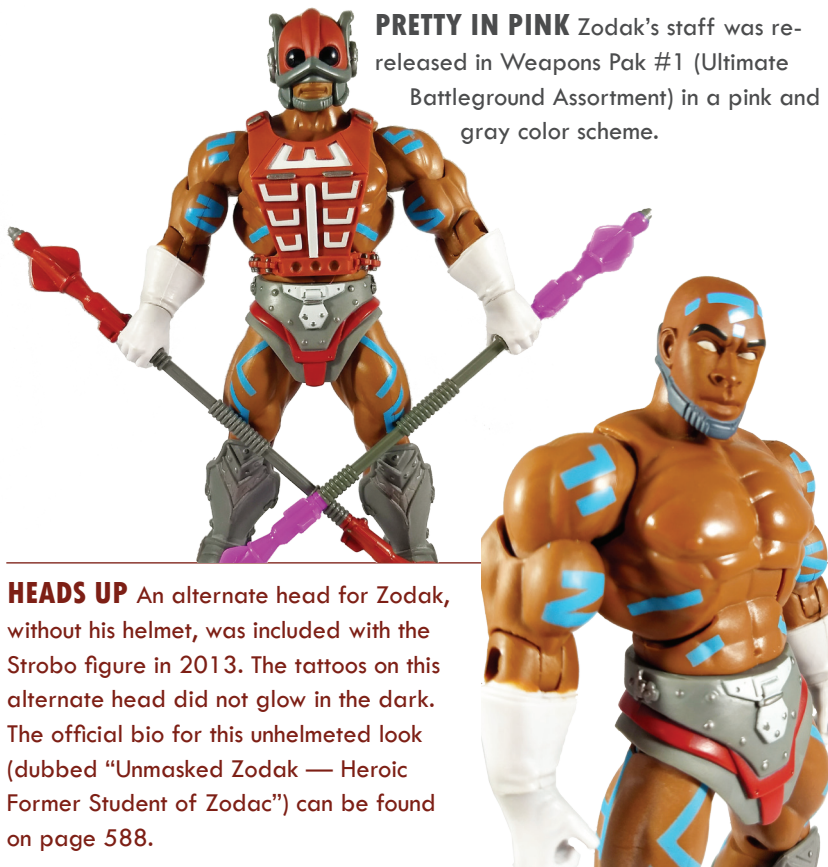 PRETTY IN PINK Zodak’s staff was re-
released in Weapons Pak #1 (Ultimate
Battleground Assortment) in a pink and
gray color scheme.
HEADS UP An alternate head for Zodak,
without his helmet, was included with the
Strobo figure in 2013. The tattoos on this
alternate head did not glow in the dark.
The official bio for this unhelmeted look
(dubbed “Unmasked Zodak — Heroic
Former Student of Zodac”) can be found
on page 588.